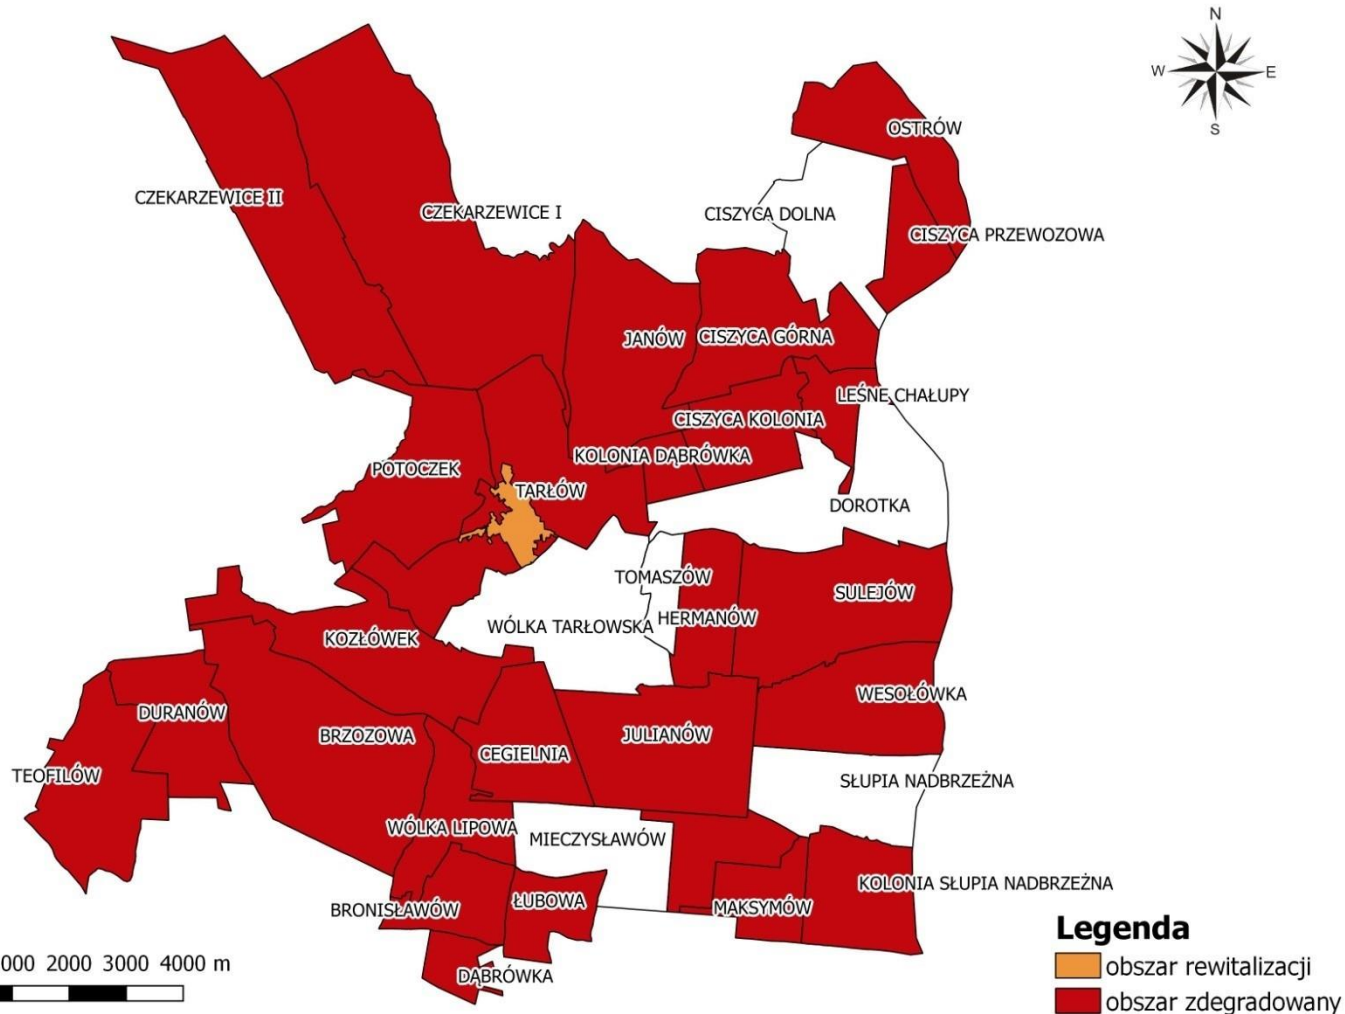 N
W E
S
OSTRÓW
CZEKARZEWICE II
CZEKARZEWICE I
CISZYCA DOLNA
CISZYCA PRZEWOZOWA
JANÓW
CISZYCA GÓRNA
LEŚNE CHAŁUPY
CISZYCA KOLONIA
KOLONIA DĄBRÓWKA
POTOCZEK
TARŁÓW
DOROTKA
TOMASZÓW
SULEJÓW
HERMANÓW
WÓLKA TARŁOWSKA
KOZŁÓWEK
WESOŁÓWKA
DURANÓW
BRZOZOWA
JULIANÓW
CEGIELNIA
TEOFILÓW
SŁUPIA NADBRZEŻNA
WÓLKA LIPOWA
MIECZYSŁAWÓW
KOLONIA SŁUPIA NADBRZEŻNA
ŁUBOWA
BRONISŁAWÓW
MAKSYMÓW
DĄBRÓWKA
000 2000 3000 4000 m
Legenda
obszar rewitalizacji
obszar zdegradowany